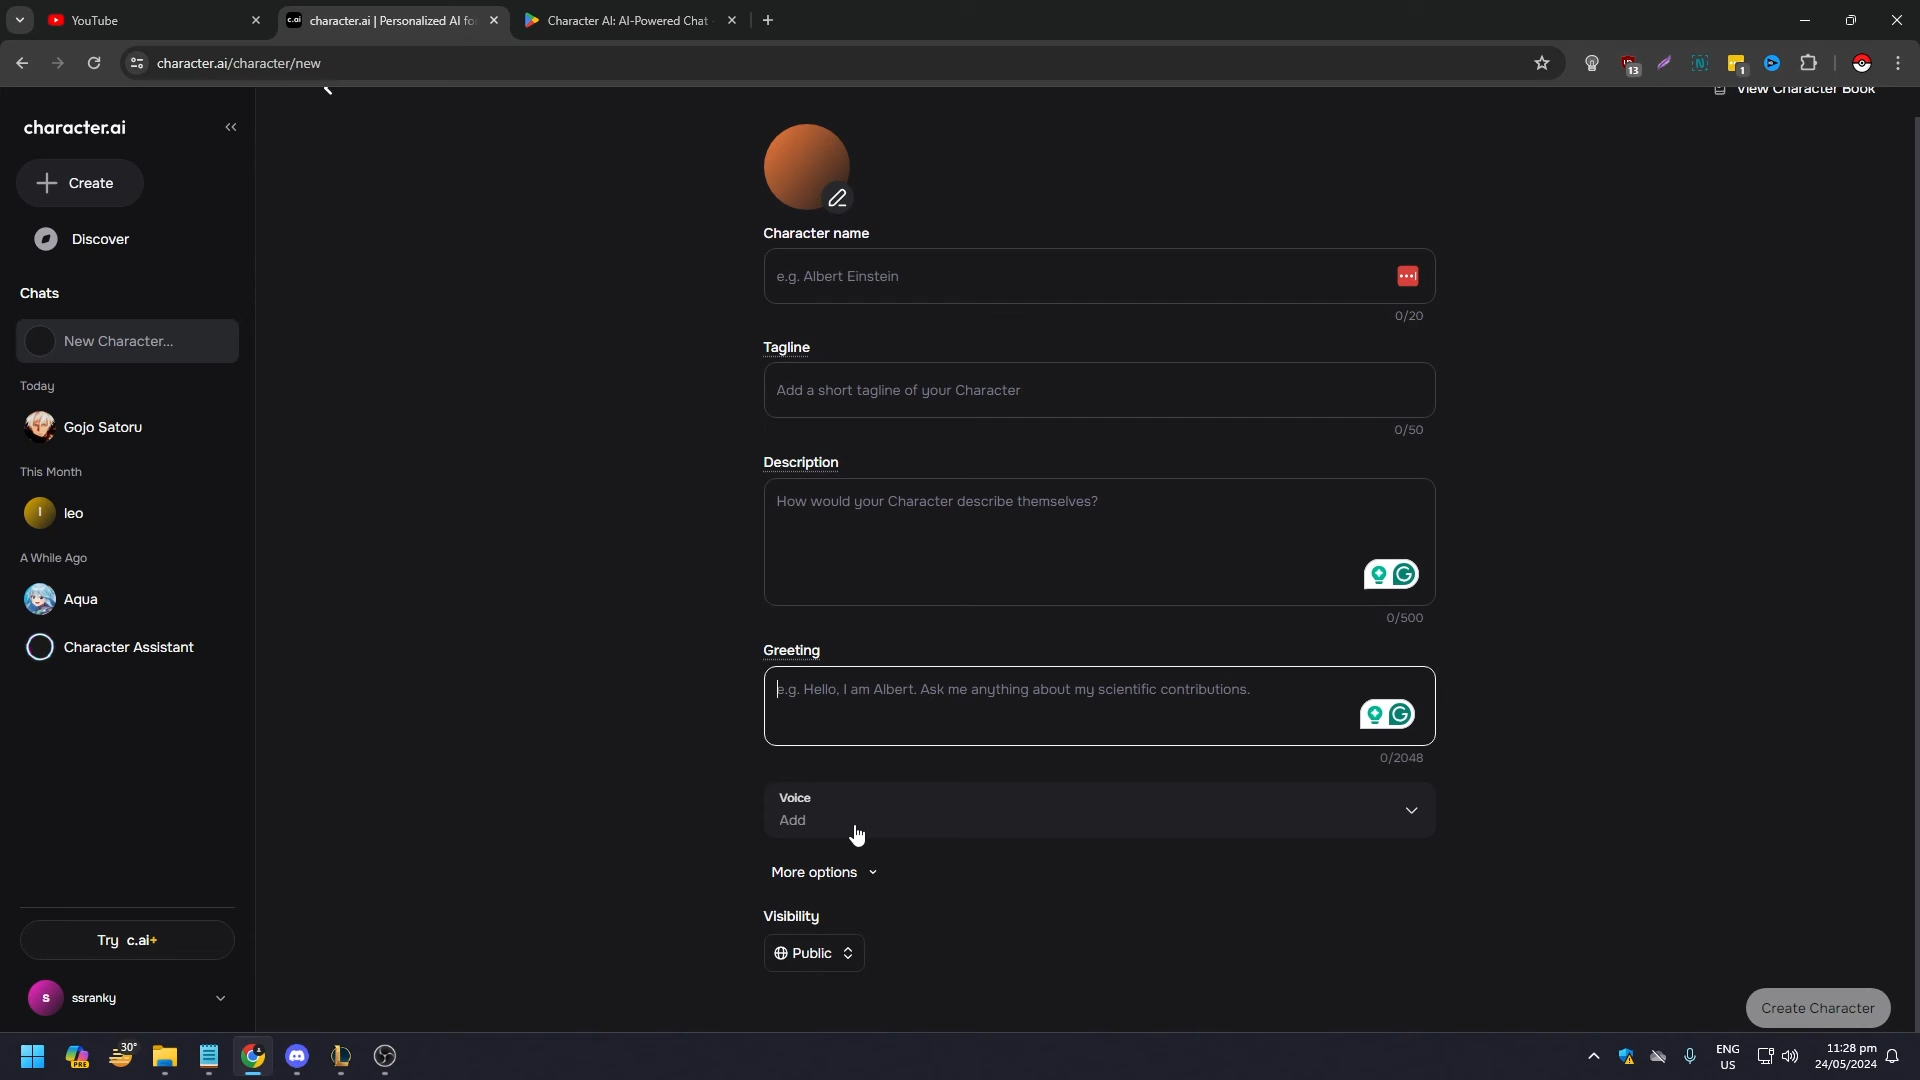 YouTube
c.ai character.ai | Personalized AI fo
Character AI: AI-Powered Chat
character.ai/character/new
13
1
character.ai
View Character Book
Create
Discover
Chats
New Character...
Today
Gojo Satoru
This Month
l leo
A While Ago
Aqua
Character Assistant
Try c.ai+
s ssranky
Character name
e.g. Albert Einstein
0/20
Tagline
Add a short tagline of your Character
0/50
Description
How would your Character describe themselves?
0/500
Greeting
e.g. Hello, I am Albert. Ask me anything about my scientific contributions.
0/2048
Voice
Add
More options
Visibility
Public
Create Character
PRE
30°
ENG
US
11:28 pm
24/05/2024